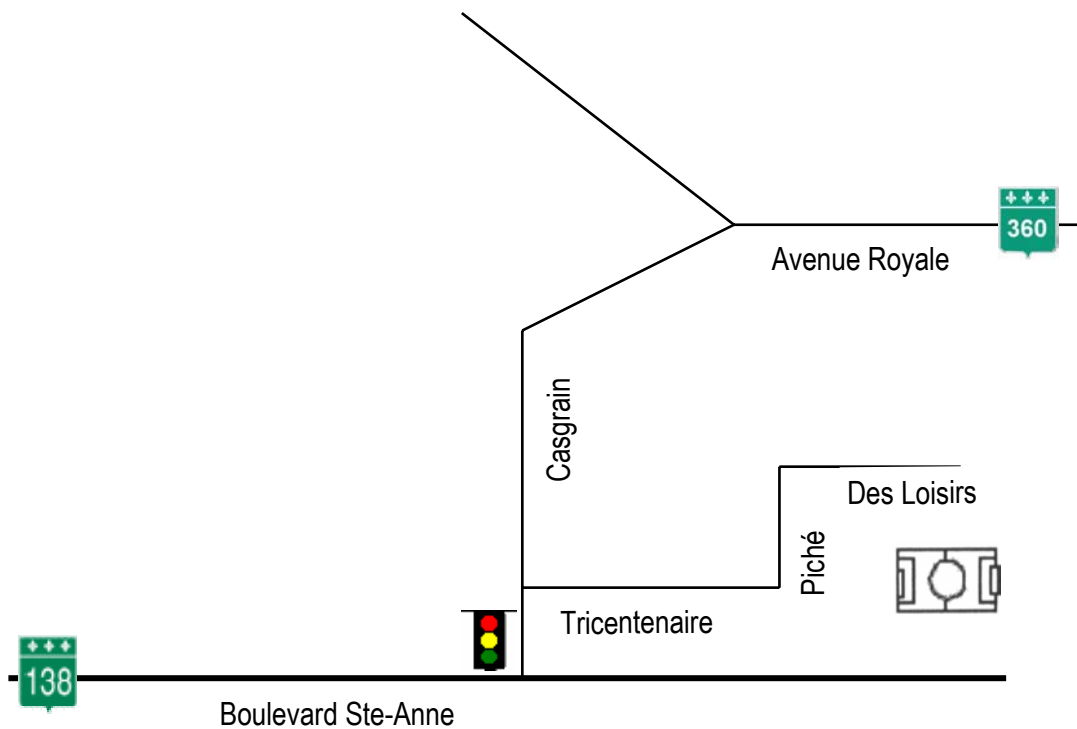 360
Avenue Royale
Casgrain
Des Loisirs
Piché
Tricentenaire
138
Boulevard Ste-Anne